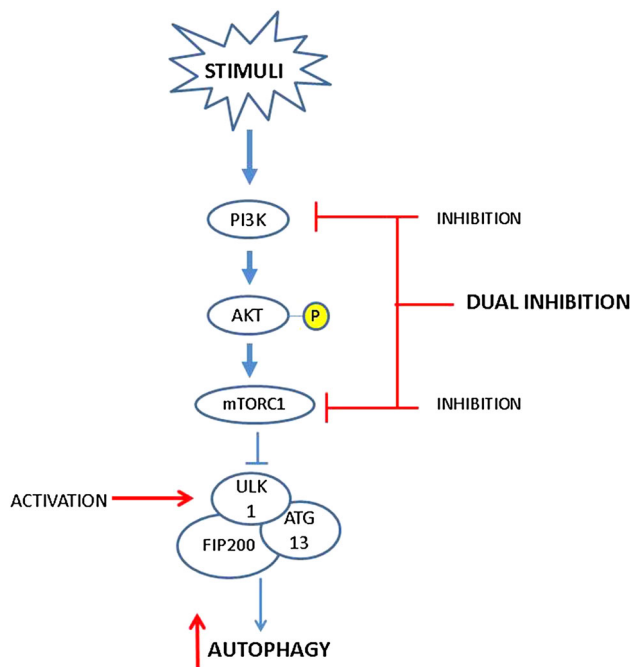 STIMULI
PI3K
INHIBITION
DUAL INHIBITION
AKT
P
mTORC1
INHIBITION
ACTIVATION
ULK
1
ATG
13
FIP200
AUTOPHAGY